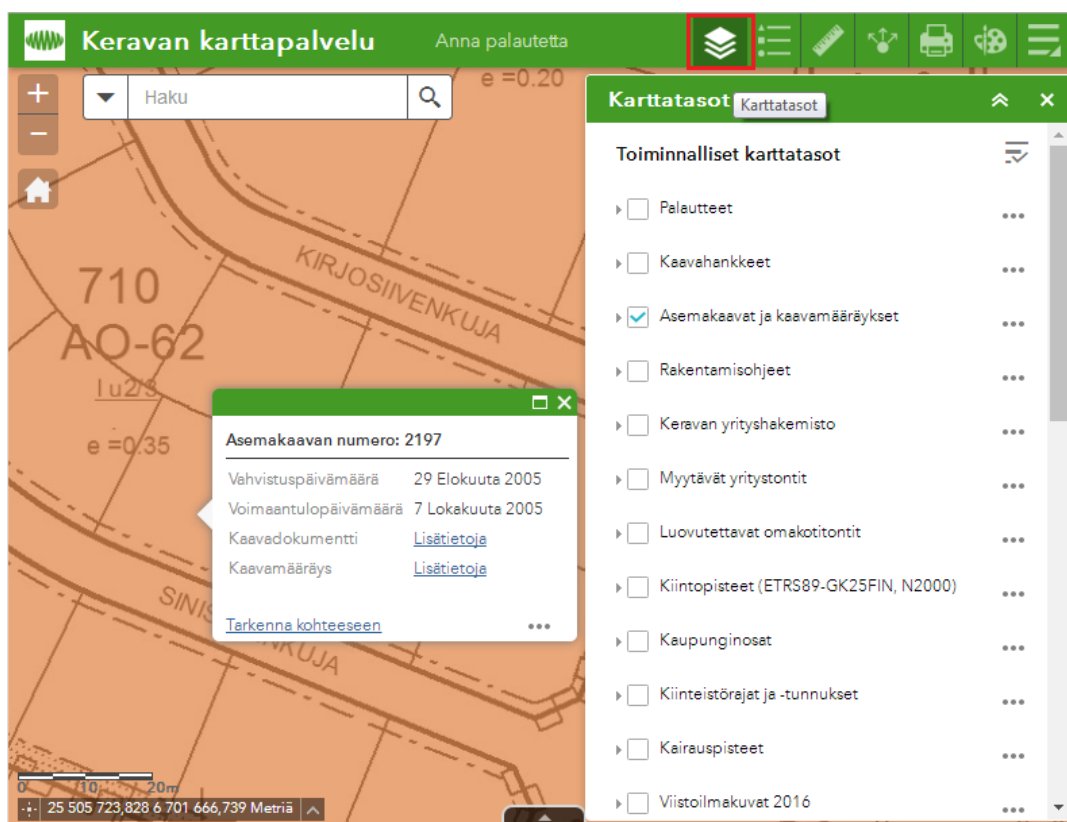 Keravan karttapalvelu
Anna palautetta
Haku
e =0.20
Karttatasot
Karttatasot
Toiminnalliset karttatasot
Palautteet
Kaavahankkeet
Asemakaavat ja kaavamääräykset
Rakentamisohjeet
Keravan yrityshakemisto
Myytävät yritystontit
Luovutettavat omakotitontit
Kiintopisteet (ETRS89-GK25FIN, N2000)
Kaupunginosat
Kiinteistörajat ja -tunnukset
Kairauspisteet
Viistoilmakuvat 2016
KIRJOSIIVENKUJA
710
AO-62
I u2/3
e =0.35
Asemakaavan numero: 2197
Vahvistuspäivämäärä 29 Elokuuta 2005
Voimaantulopäivämäärä 7 Lokakuuta 2005
Kaavadokumentti Lisätietoja
Kaavamääräys Lisätietoja
Tarkenna kohteeseen
0 10 20m
25 505 723,828 6 701 666,739 Metriä